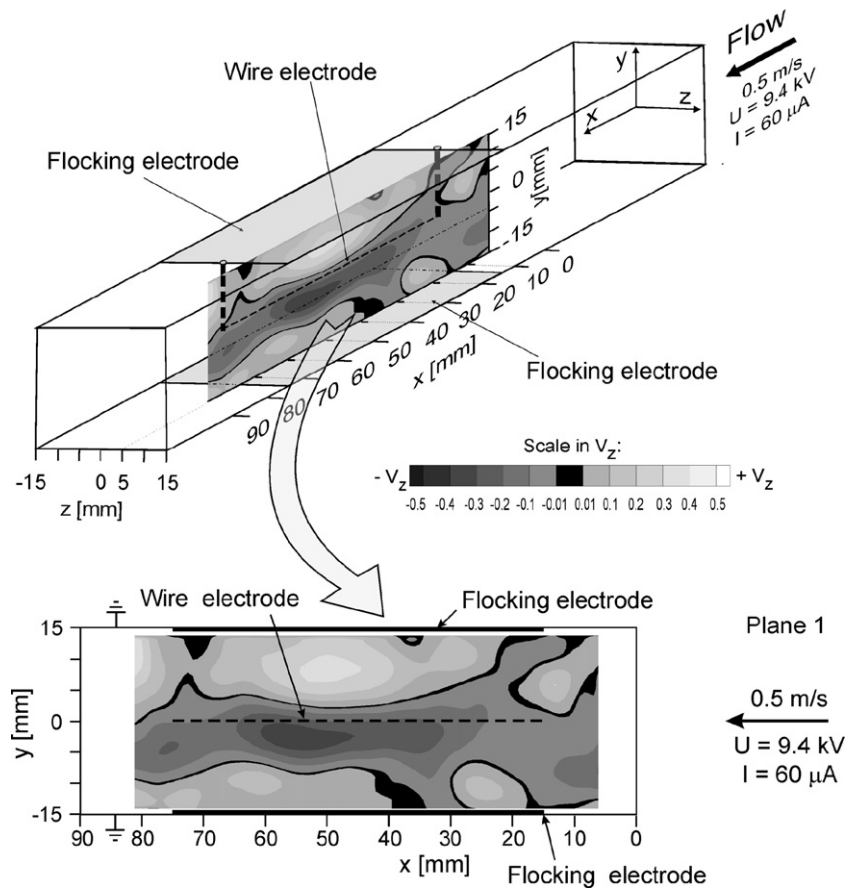 Flow
0.5 m/s
U = 9.4 kV
I = 60 µA
Wire electrode
Flocking electrode
y
z
x
15
0
-15
y[mm]
0
10
20
30
40
50
60
70
80
90
x [mm]
Flocking electrode
-15
0
5
15
z [mm]
Scale in Vz:
- Vz
+ Vz
-0.5 -0.4 -0.3 -0.2 -0.1 -0.01 0.01 0.1 0.2 0.3 0.4 0.5
Wire electrode
Flocking electrode
Plane 1
0.5 m/s
U = 9.4 kV
I = 60 µA
15
0
-15
y [mm]
90 80 70 60 50 40 30 20 10 0
x [mm]
Flocking electrode